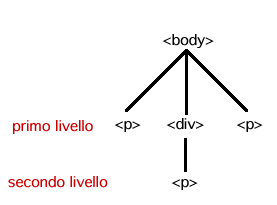 <body>
primo livello <p> <div> <p>
secondo livello <p>